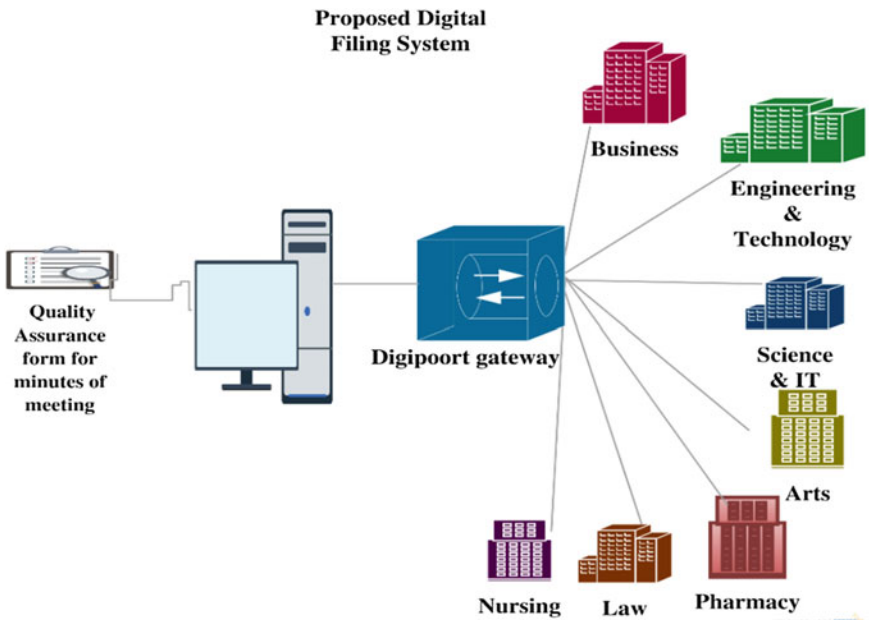 Proposed Digital
Filing System
Business
Engineering
&
Technology
Quality
Assurance
form for
minutes of
meeting
Digipoort gateway
Science
& IT
Arts
Nursing
Law
Pharmacy